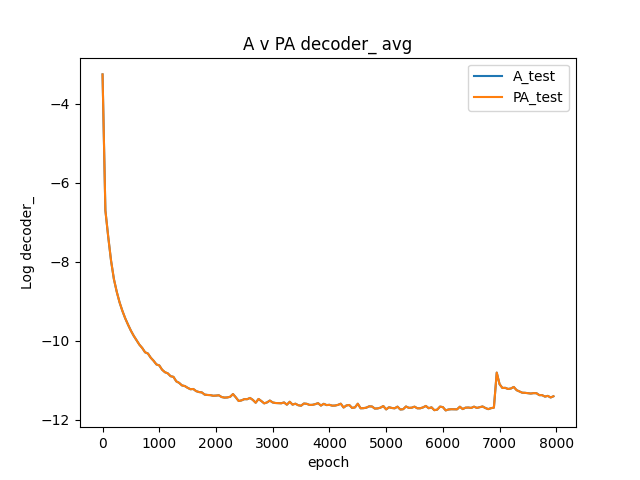 A v PA decoder_ avg
A_test
PA_test
Log decoder_
−4
−6
−8
−10
−12
0 1000 2000 3000 4000 5000 6000 7000 8000
epoch